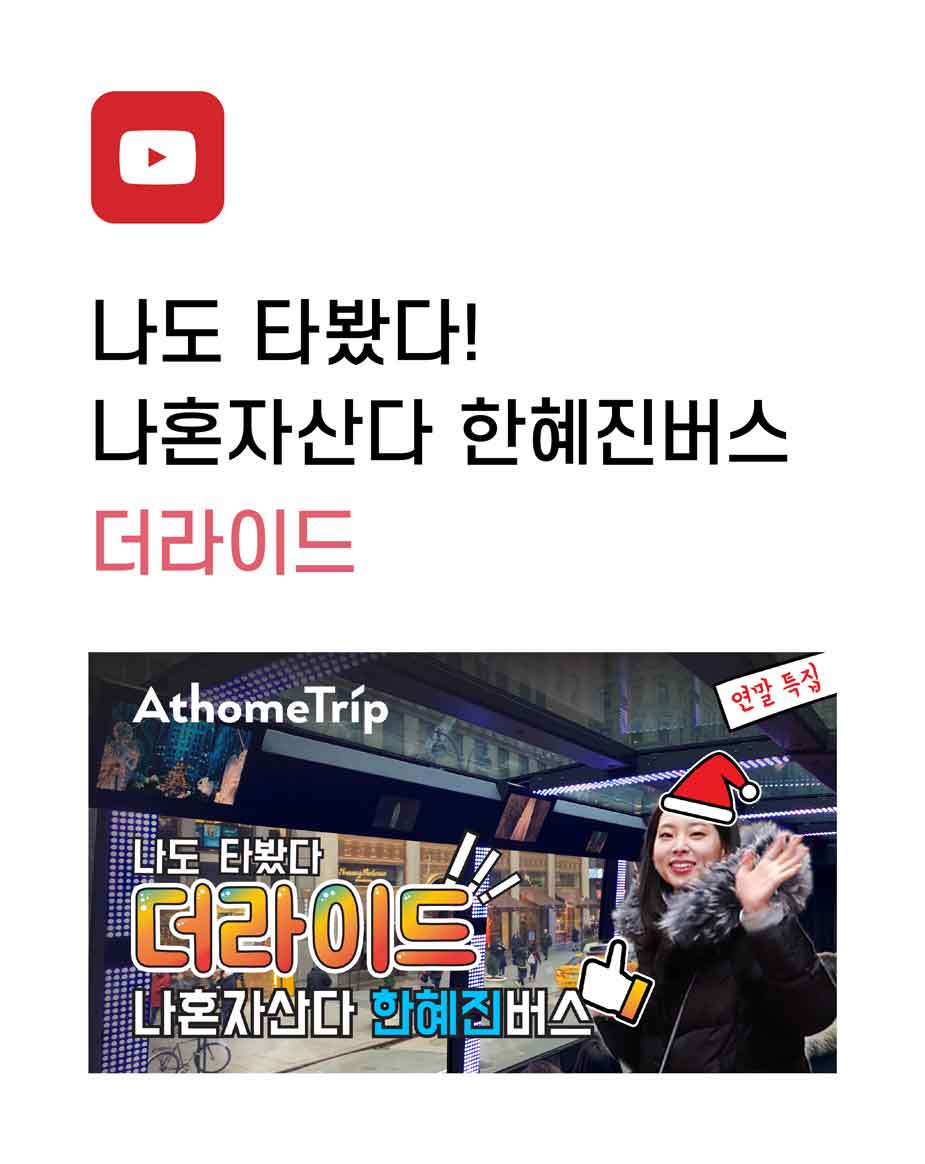 나도 타봤다!
나혼자산다 한혜진버스
더라이드
AthomeTrip
연말 특집
나도 타봤다
더라이드
나혼자산다 한혜진버스